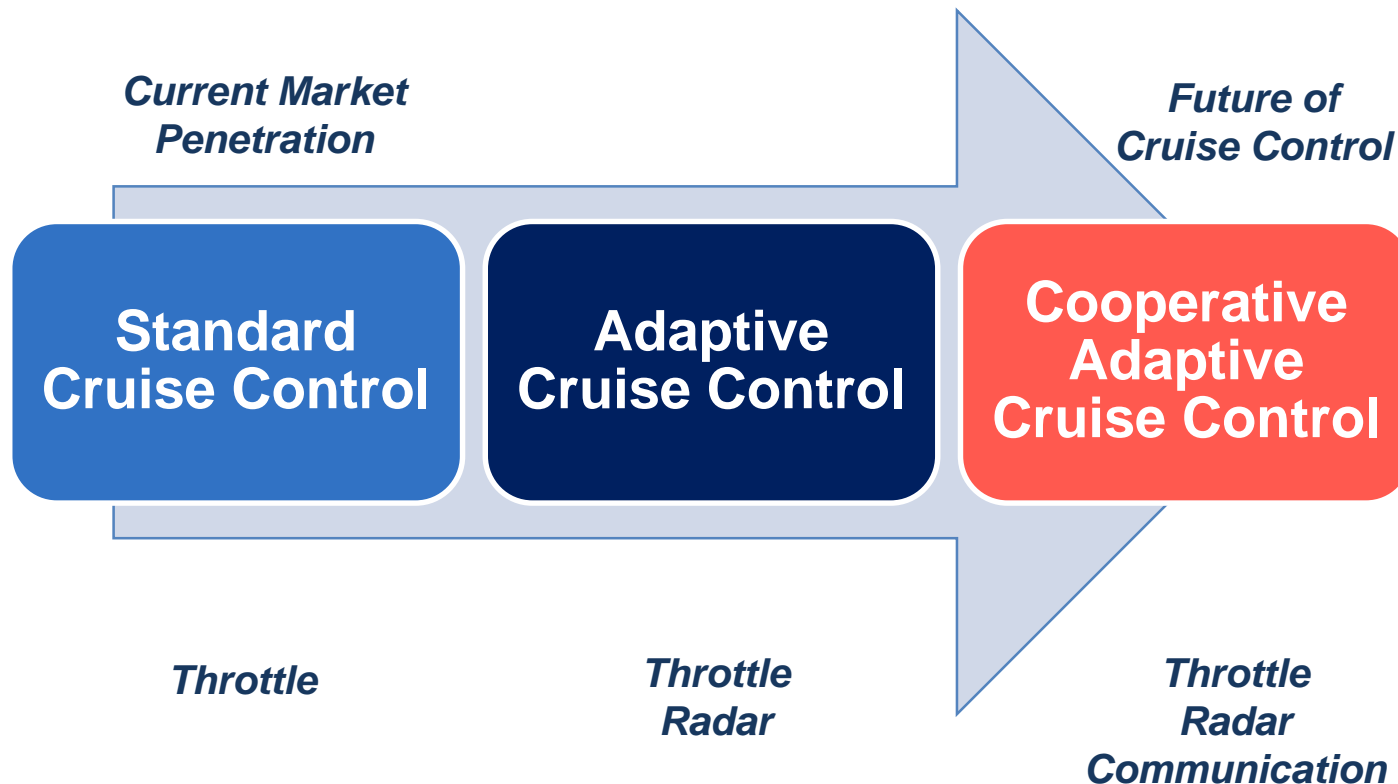 Current Market
Penetration
Future of
Cruise Control
Standard
Cruise Control
Adaptive
Cruise Control
Cooperative
Adaptive
Cruise Control
Throttle
Throttle
Radar
Throttle
Radar
Communication